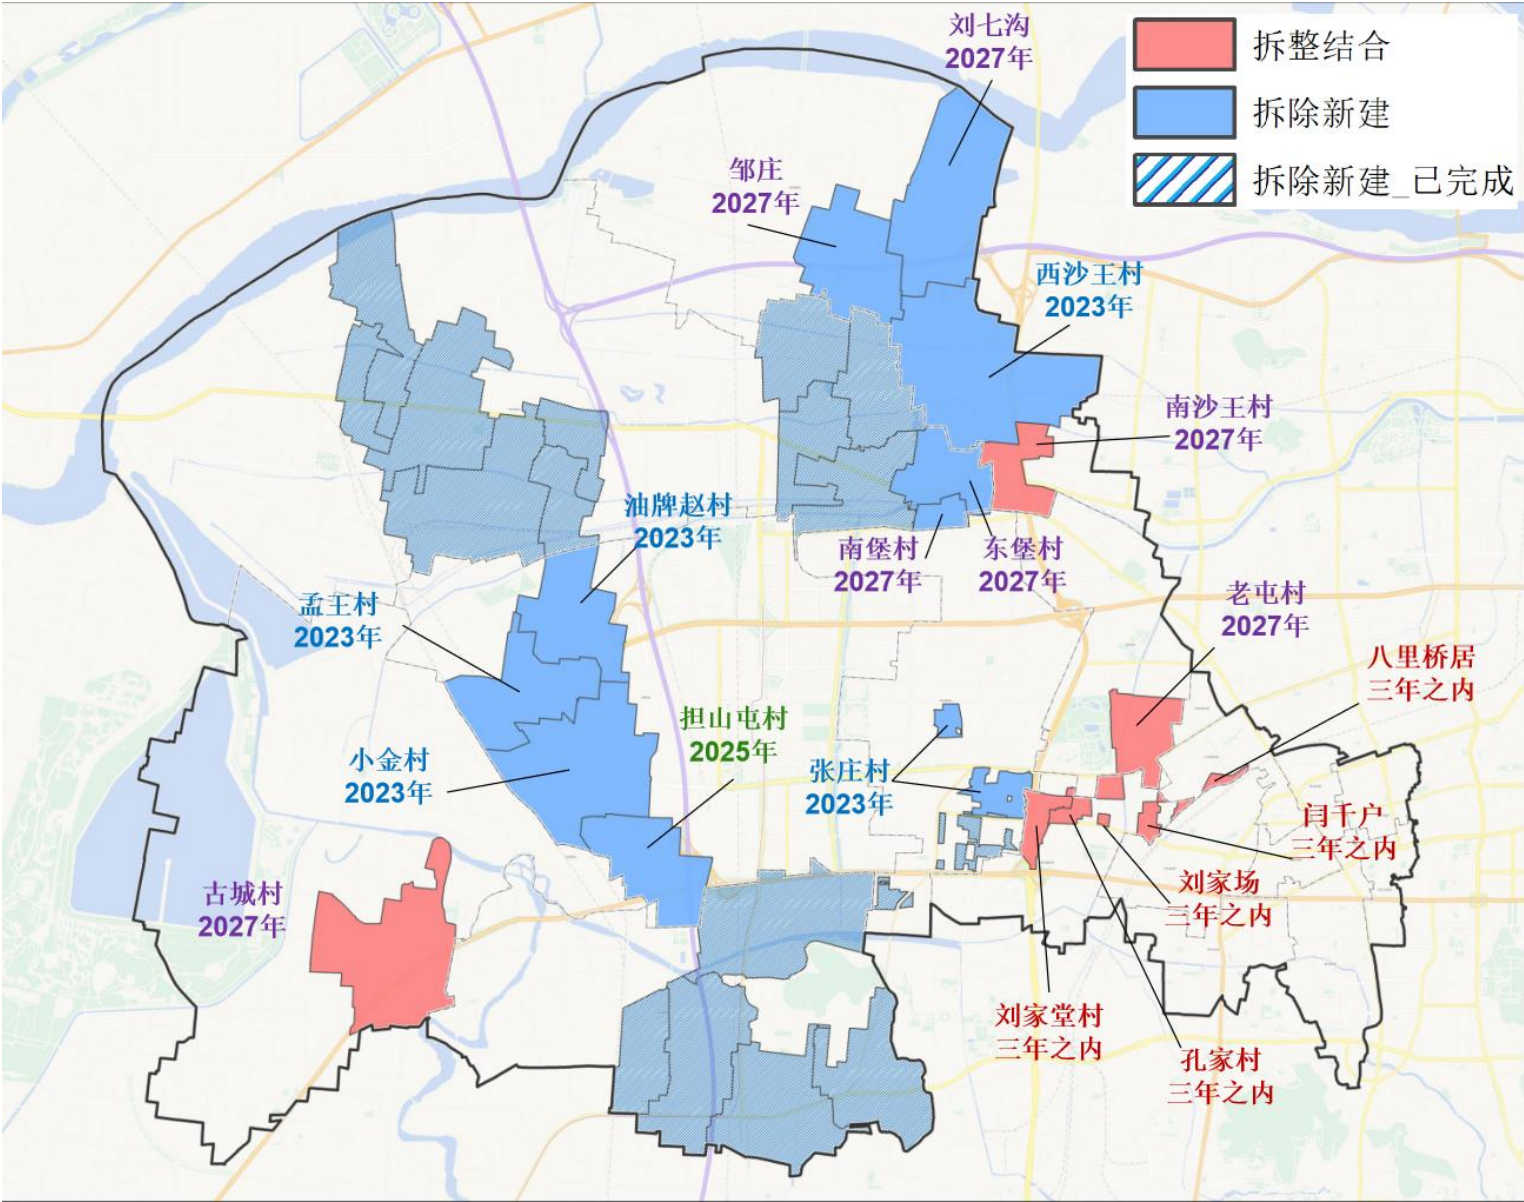 刘七沟
2027年
拆整结合
拆除新建
拆除新建_已完成
邹庄
2027年
西沙王村
2023年
南沙王村
2027年
油牌赵村
2023年
南堡村
2027年
东堡村
2027年
孟王村
2023年
老屯村
2027年
八里桥居
三年之内
担山屯村
2025年
小金村
2023年
张庄村
2023年
闫千户
三年之内
刘家场
三年之内
古城村
2027年
刘家堂村
三年之内
孔家村
三年之内